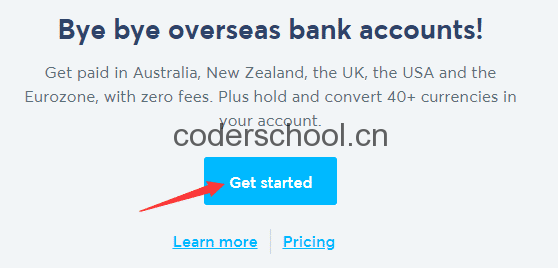 Bye bye overseas bank accounts!
Get paid in Australia, New Zealand, the UK, the USA and the
Eurozone, with zero fees. Plus hold and convert 40+ currencies in
your account.
coderschool.cn
Get started
Learn more Pricing